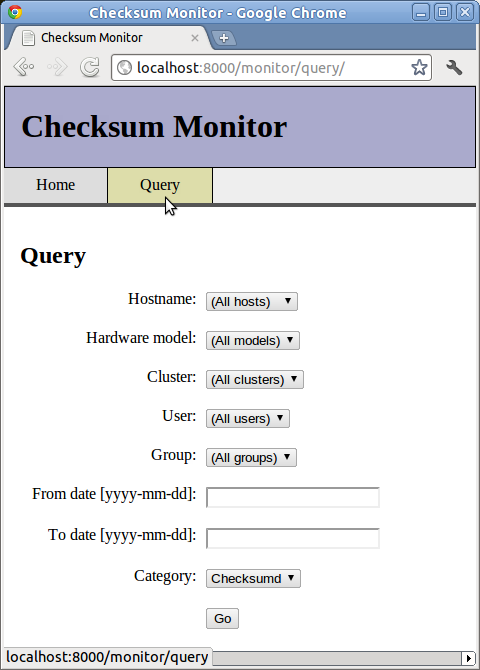 Checksum Monitor - Google Chrome
Checksum Monitor
localhost:8000/monitor/query/
Checksum Monitor
Home Query
Query
Hostname: (All hosts)
Hardware model: (All models)
Cluster: (All clusters)
User: (All users)
Group: (All groups)
From date [yyyy-mm-dd]:
To date [yyyy-mm-dd]:
Category: Checksumd
Go
localhost:8000/monitor/query